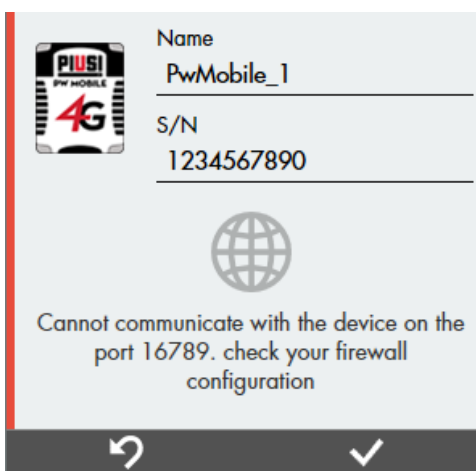 PIUSI
PW MOBILE
4G
Name
PwMobile_1
S/N
1234567890
Cannot communicate with the device on the
port 16789. check your firewall
configuration